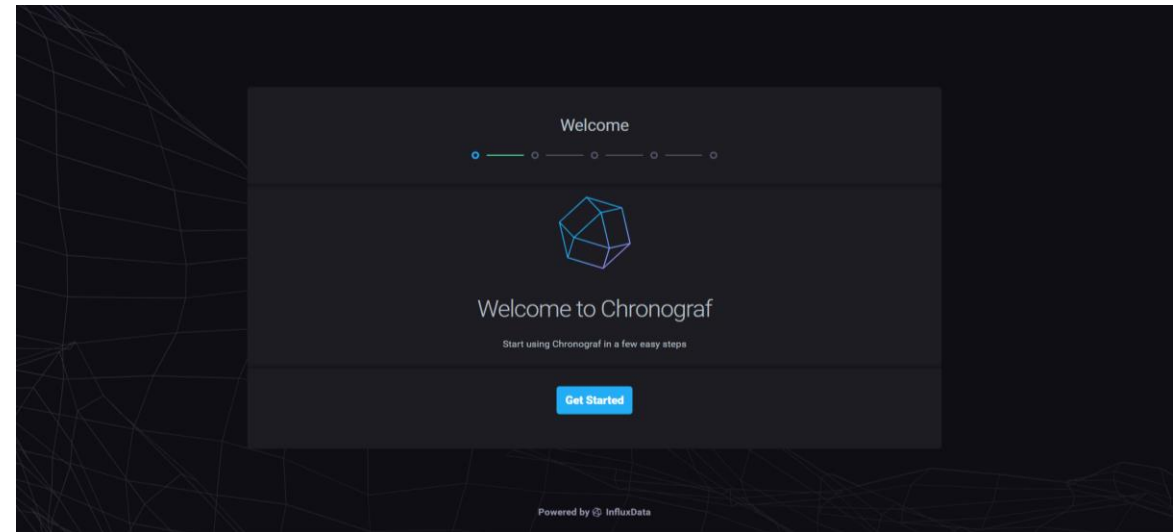 Welcome
Welcome to Chronograf
Start using Chronograf in a few easy steps
Get Started
Powered by InfluxData